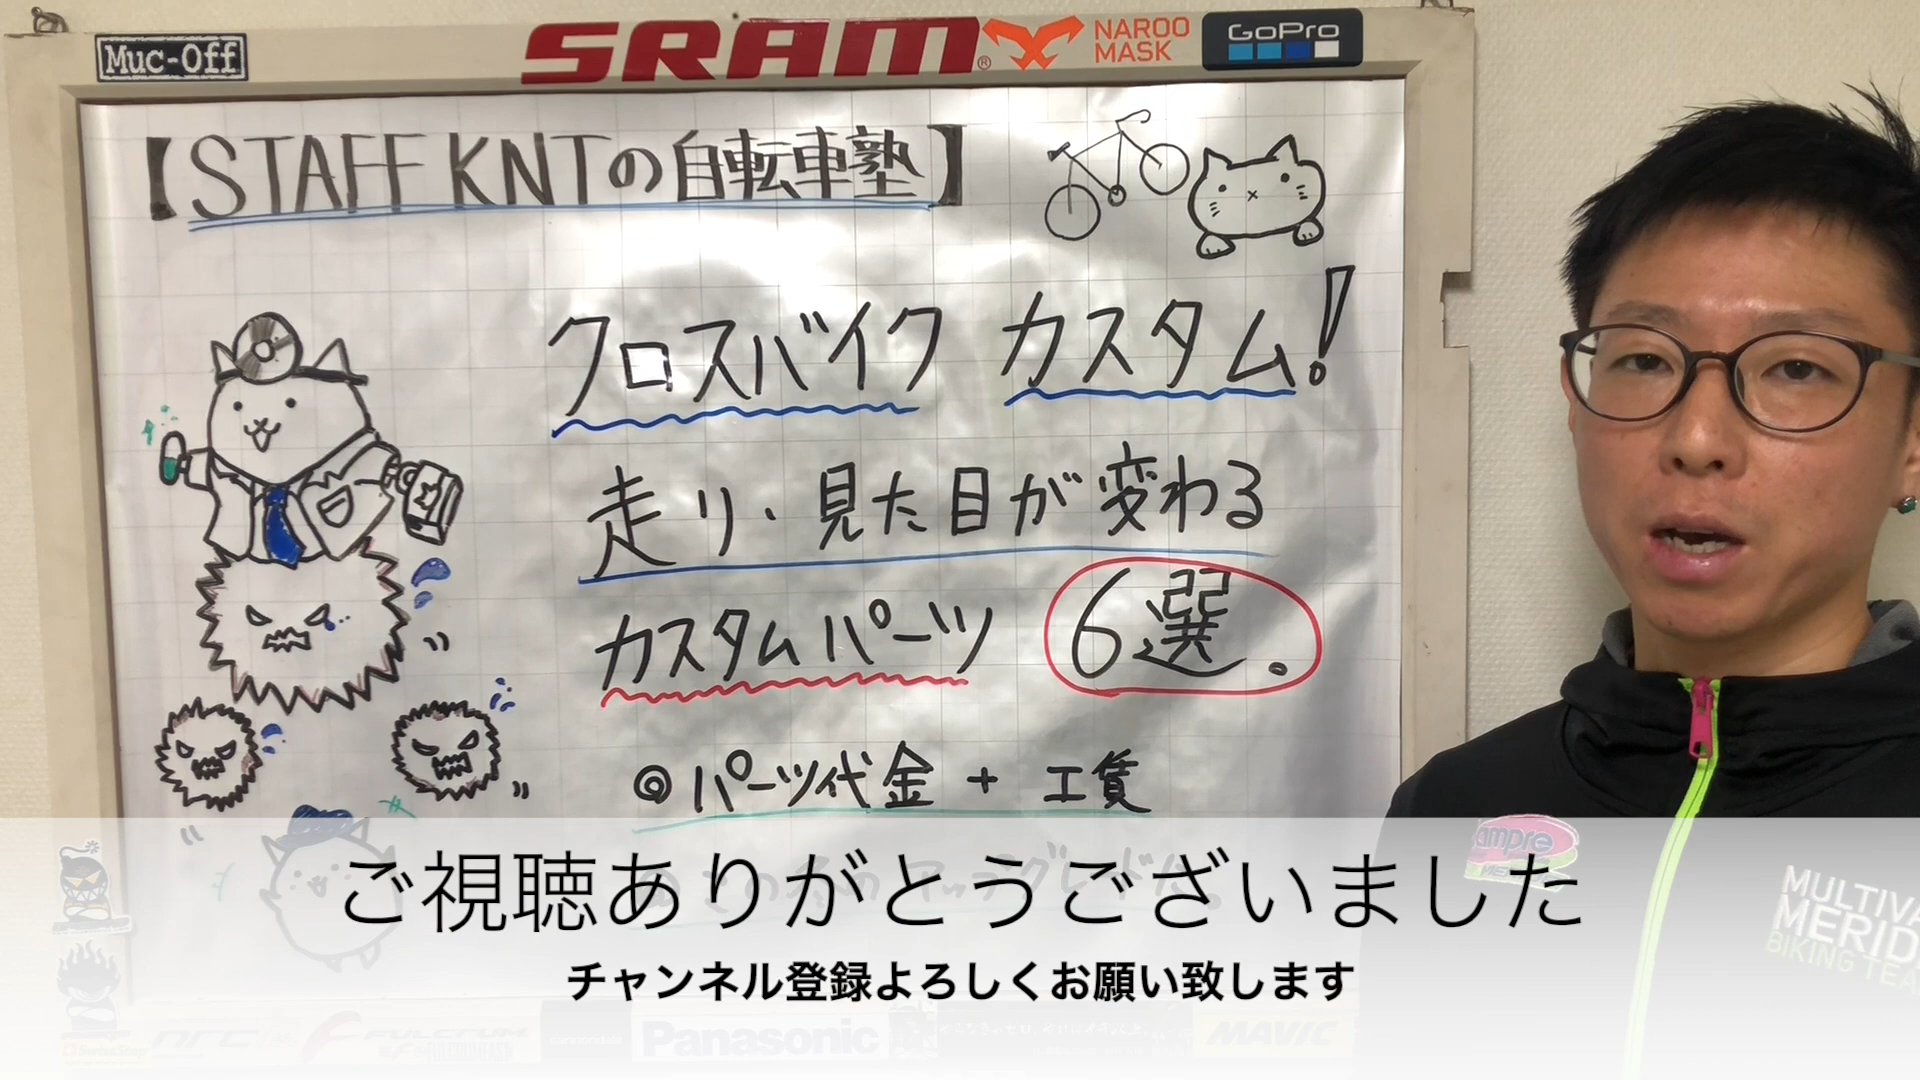 Muc-Off
SRAM
NAROO
MASK
GoPro
【STAFF KNTの自転車塾】
クロスバイク カスタム!
走り・見た目が変わる
カスタムパーツ 6選。
◎パーツ代金 + 工賃
ご視聴ありがとうございました
チャンネル登録よろしくお願い致します
ampre
MULTIVA
MERID
BIKING TEA
FULCRUM
Panasonic
MAVIC